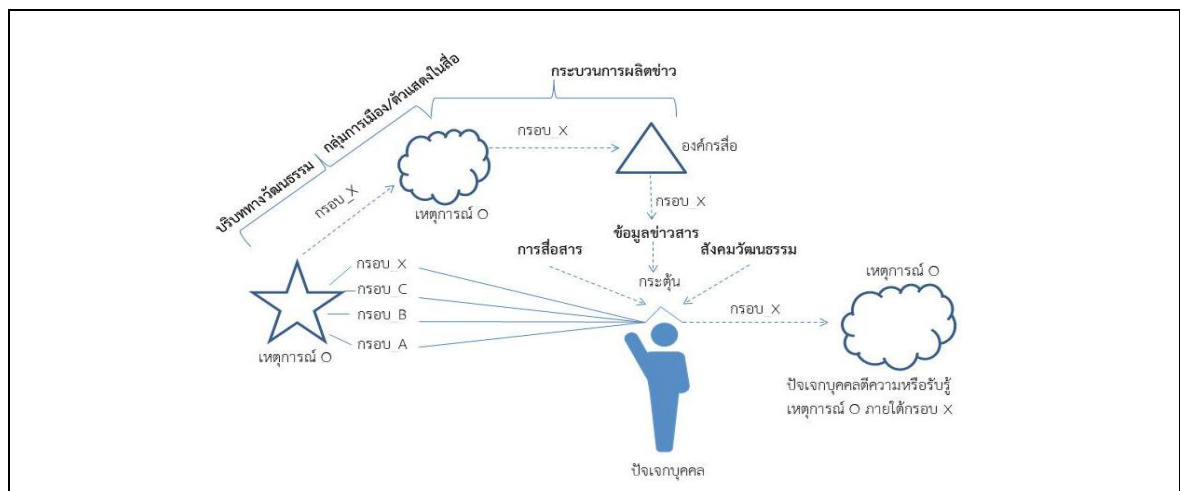 กระบวนการผลิตข่าว
กลุ่มการเมือง/ตัวแสดงในสื่อ
บริบททางวัฒนธรรม
กรอบ_X
กรอบ_X
องค์กรสื่อ
เหตุการณ์ O
กรอบ_X
ข้อมูลข่าวสาร
การสื่อสาร
สังคมวัฒนธรรม
กระตุ้น
กรอบ_X
กรอบ_C
กรอบ_B
กรอบ_A
เหตุการณ์ O
กรอบ_X
เหตุการณ์ O
ปัจเจกบุคคลตีความหรือรับรู้
เหตุการณ์ O ภายใต้กรอบ X
ปัจเจกบุคคล